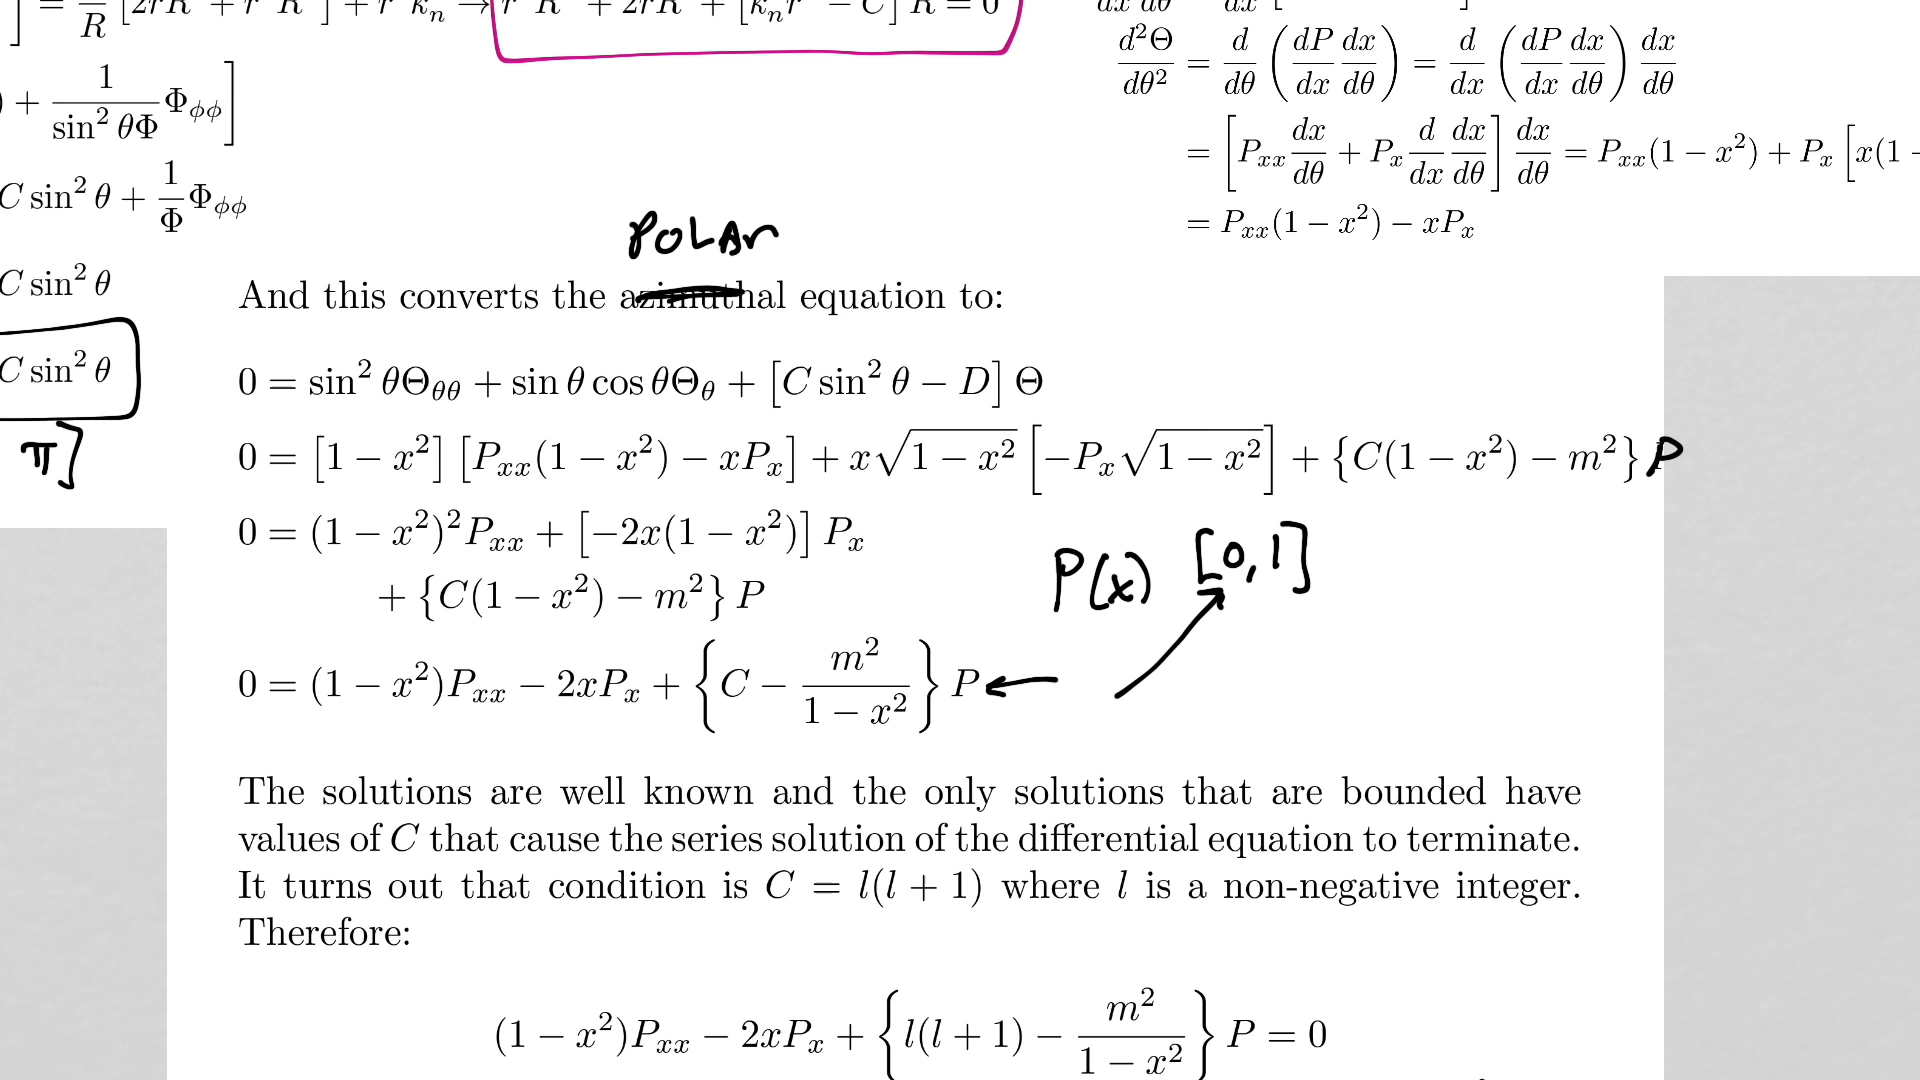 ] = 1/R [2rR + r R ] + r k_n → r R + 2rR + [k_n r − C] R = 0
) + 1/(sin² θΦ) Φ_ϕϕ]
C sin² θ + 1/Φ Φ_ϕϕ
C sin² θ
C sin² θ
π]
d²Θ/dθ² = d/dθ (dP/dx dx/dθ) = d/dx (dP/dx dx/dθ) dx/dθ
= [P_xx dx/dθ + P_x d/dx dx/dθ] dx/dθ = P_xx(1 − x²) + P_x [x(1 −
= P_xx(1 − x²) − xP_x
POLAr
And this converts the azimuthal equation to:
0 = sin² θΘ_θθ + sin θ cos θΘ_θ + [C sin² θ − D] Θ
0 = [1 − x²] [P_xx(1 − x²) − xP_x] + x√(1 − x²) [−P_x√(1 − x²)] + {C(1 − x²) − m²} P
0 = (1 − x²)²P_xx + [−2x(1 − x²)] P_x
+ {C(1 − x²) − m²} P
P(x) [0,1]
0 = (1 − x²)P_xx − 2xP_x + {C − m²/(1 − x²)} P ←
The solutions are well known and the only solutions that are bounded have
values of C that cause the series solution of the differential equation to terminate.
It turns out that condition is C = l(l + 1) where l is a non-negative integer.
Therefore:
(1 − x²)P_xx − 2xP_x + {l(l + 1) − m²/(1 − x²)} P = 0